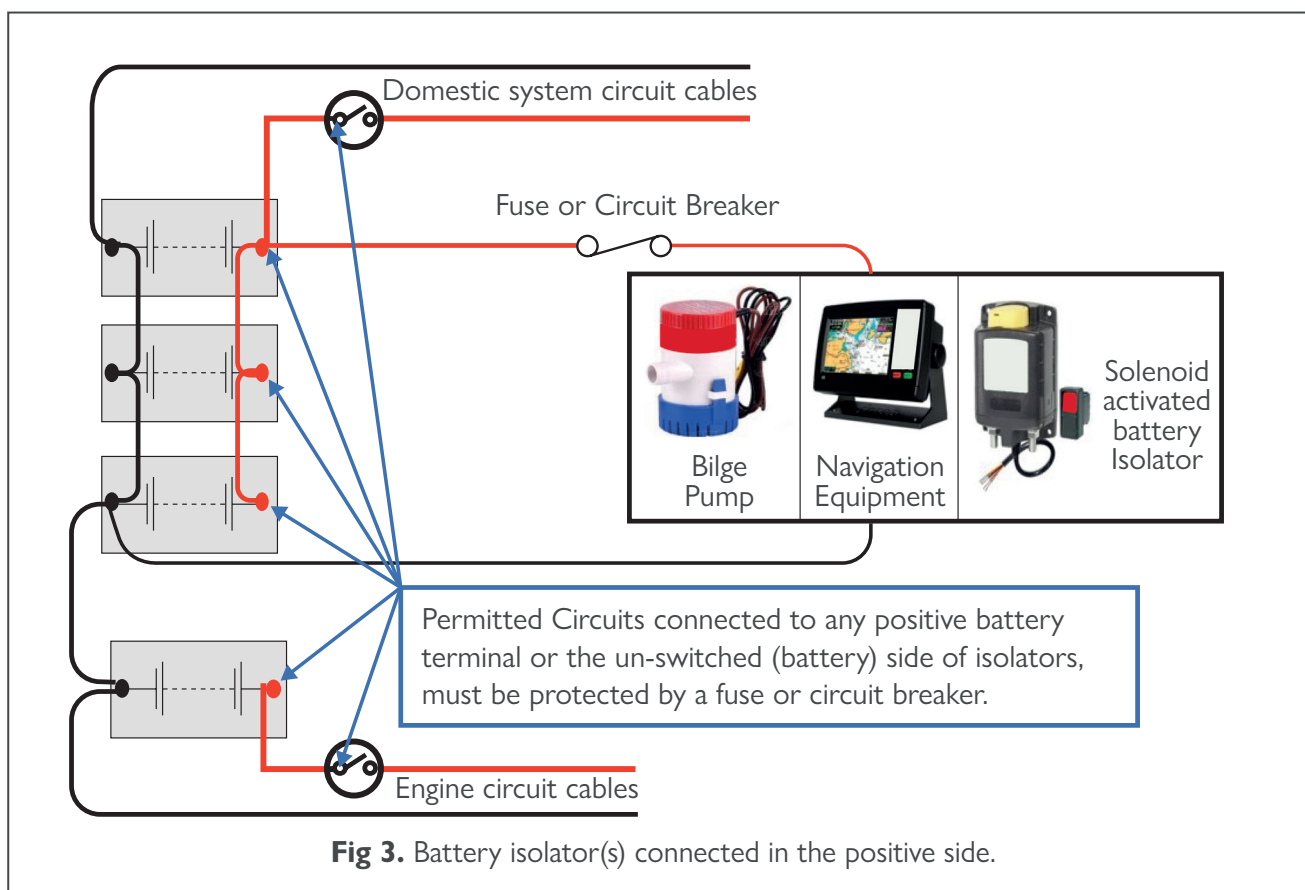 Domestic system circuit cables
Fuse or Circuit Breaker
Bilge
Pump
Navigation
Equipment
Solenoid
activated
battery
Isolator
Permitted Circuits connected to any positive battery
terminal or the un-switched (battery) side of isolators,
must be protected by a fuse or circuit breaker.
Engine circuit cables
Fig 3. Battery isolator(s) connected in the positive side.